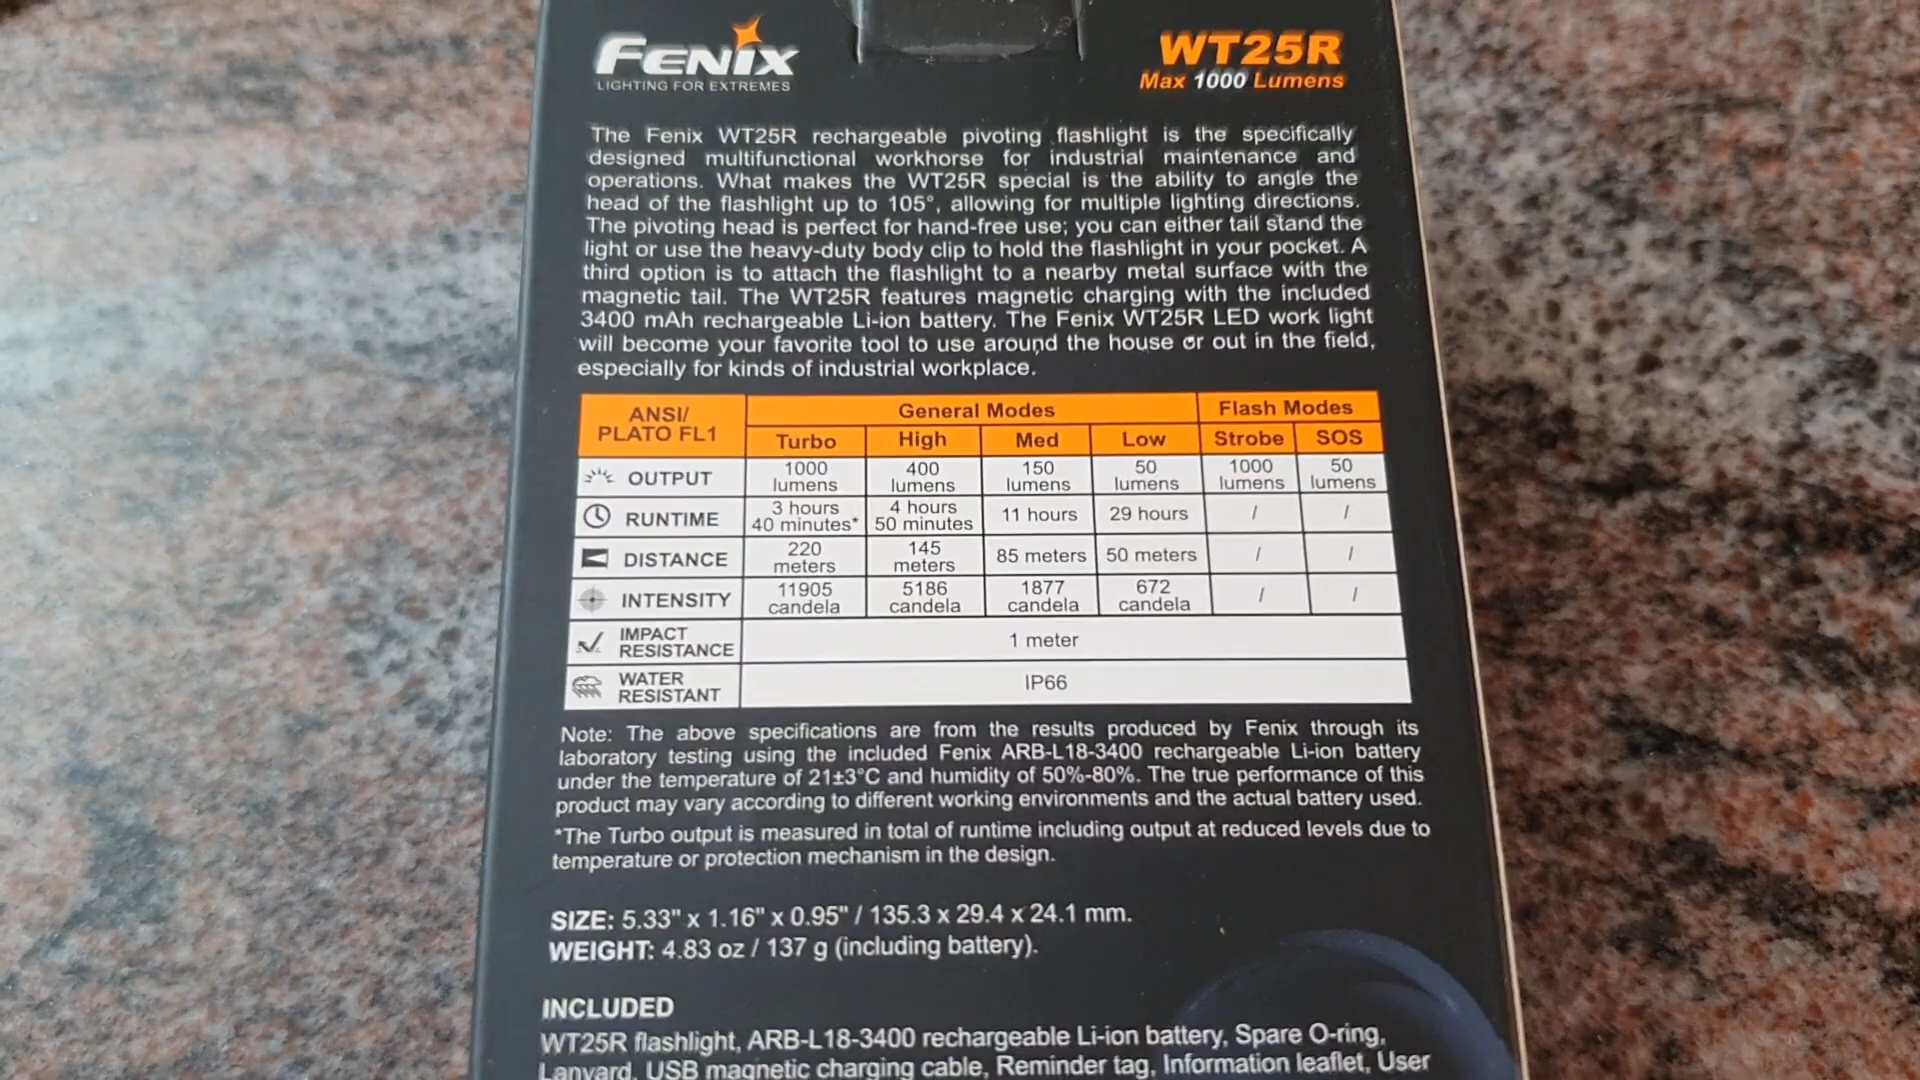 FENIX
LIGHTING FOR EXTREMES
WT25R
Max 1000 Lumens
The Fenix WT25R rechargeable pivoting flashlight is the specifically
designed multifunctional workhorse for industrial maintenance and
operations. What makes the WT25R special is the ability to angle the
head of the flashlight up to 105°, allowing for multiple lighting directions.
The pivoting head is perfect for hand-free use; you can either tail stand the
light or use the heavy-duty body clip to hold the flashlight in your pocket. A
third option is to attach the flashlight to a nearby metal surface with the
magnetic tail. The WT25R features magnetic charging with the included
3400 mAh rechargeable Li-ion battery. The Fenix WT25R LED work light
will become your favorite tool to use around the house or out in the field,
especially for kinds of industrial workplace.
ANSI/
PLATO FL1
General Modes
Flash Modes
Turbo High Med Low Strobe SOS
OUTPUT 1000 lumens 400 lumens 150 lumens 50 lumens 1000 lumens 50 lumens
RUNTIME 3 hours 40 minutes* 4 hours 50 minutes 11 hours 29 hours / /
DISTANCE 220 meters 145 meters 85 meters 50 meters / /
INTENSITY 11905 candela 5186 candela 1877 candela 672 candela / /
IMPACT RESISTANCE 1 meter
WATER RESISTANT IP66
Note: The above specifications are from the results produced by Fenix through its
laboratory testing using the included Fenix ARB-L18-3400 rechargeable Li-ion battery
under the temperature of 21±3°C and humidity of 50%-80%. The true performance of this
product may vary according to different working environments and the actual battery used.
*The Turbo output is measured in total of runtime including output at reduced levels due to
temperature or protection mechanism in the design.
SIZE: 5.33" x 1.16" x 0.95" / 135.3 x 29.4 x 24.1 mm.
WEIGHT: 4.83 oz / 137 g (including battery).
INCLUDED
WT25R flashlight, ARB-L18-3400 rechargeable Li-ion battery, Spare O-ring,
Lanyard, USB magnetic charging cable, Reminder tag, Information leaflet, User